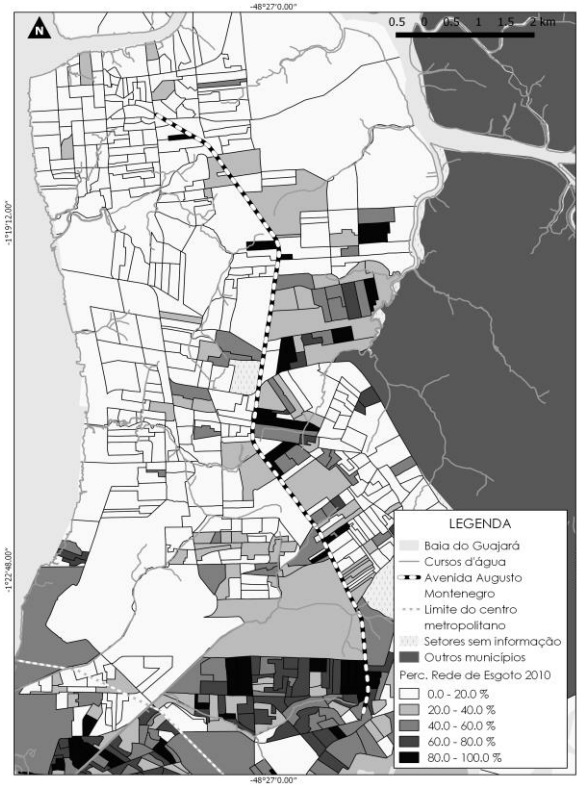 -48°27'0.00"
N
0.5 0 0.5 1 1.5 2 km
-1°19'12.00"
-1°22'48.00"
LEGENDA
Baia do Guajará
Cursos d'água
Avenida Augusto
Montenegro
Limite do centro
metropolitano
Setores sem informação
Outros municípios
Perc. Rede de Esgoto 2010
0.0 - 20.0 %
20.0 - 40.0 %
40.0 - 60.0 %
60.0 - 80.0 %
80.0 - 100.0 %
-48°27'0.00"